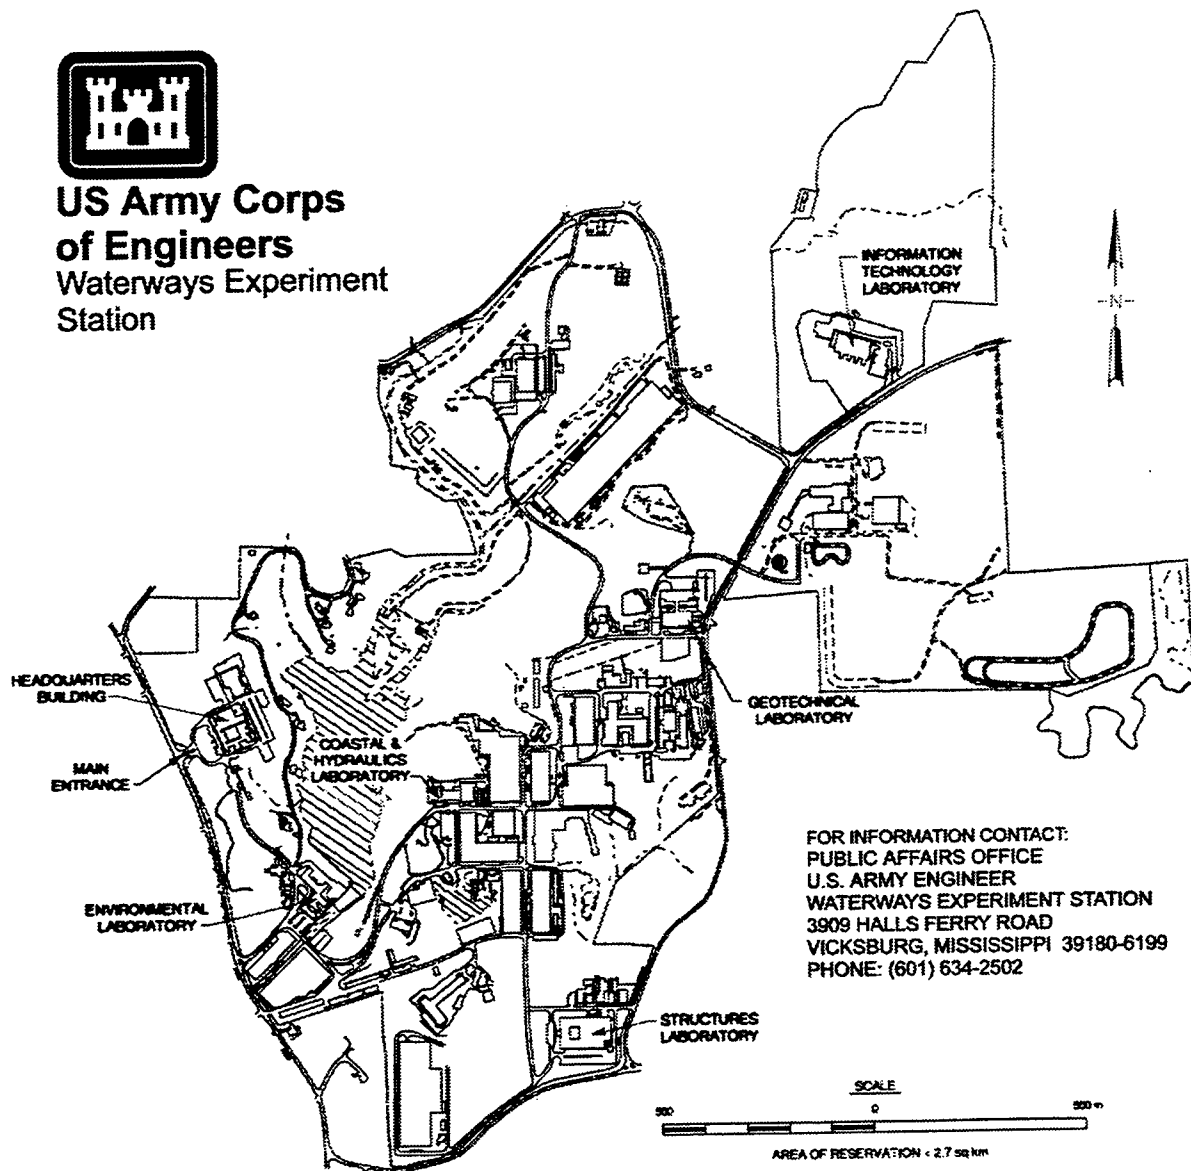 US Army Corps
of Engineers
Waterways Experiment
Station
INFORMATION
TECHNOLOGY
LABORATORY
N
HEADQUARTERS
BUILDING
MAIN
ENTRANCE
COASTAL &
HYDRAULICS
LABORATORY
GEOTECHNICAL
LABORATORY
ENVIRONMENTAL
LABORATORY
FOR INFORMATION CONTACT:
PUBLIC AFFAIRS OFFICE
U.S. ARMY ENGINEER
WATERWAYS EXPERIMENT STATION
3909 HALLS FERRY ROAD
VICKSBURG, MISSISSIPPI 39180-6199
PHONE: (601) 634-2502
STRUCTURES
LABORATORY
SCALE
500 0 500 m
AREA OF RESERVATION < 2.7 sq km